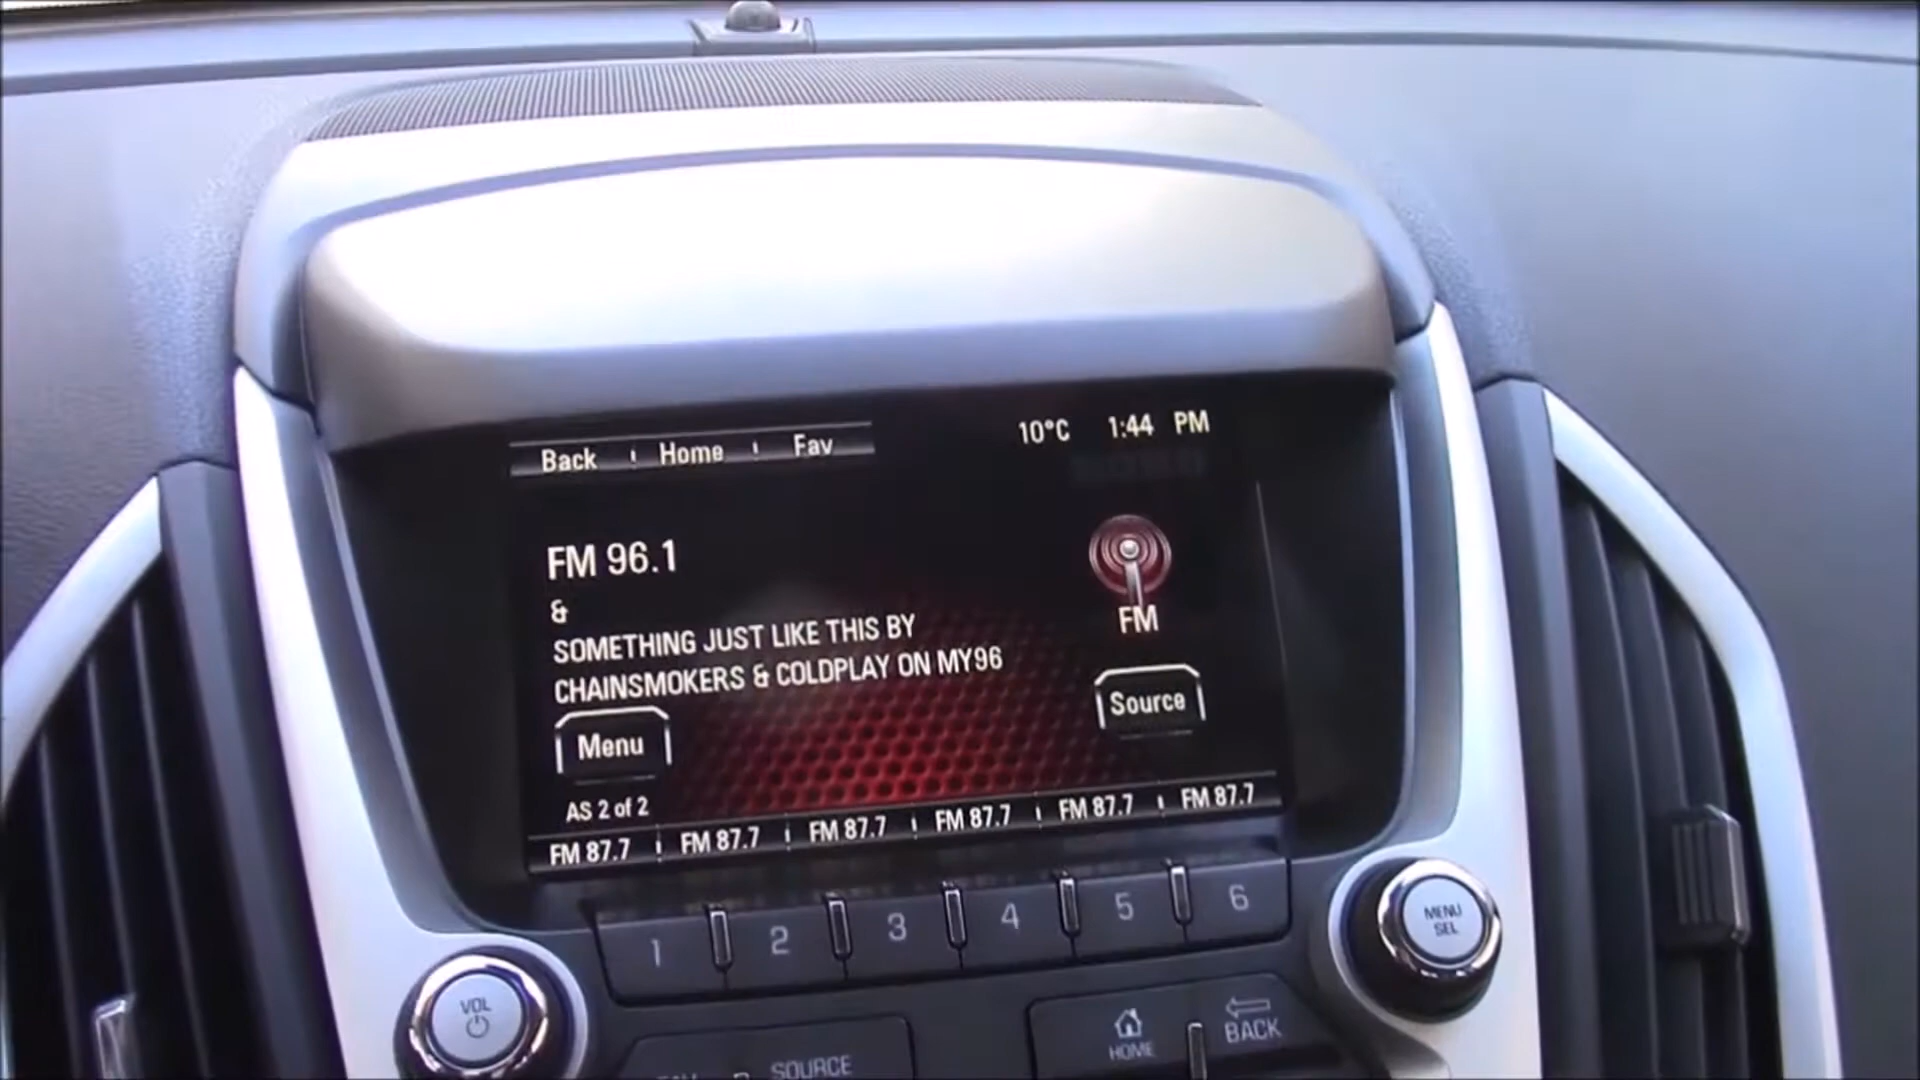 Back Home Fav
10°C 1:44 PM
FM 96.1
&
SOMETHING JUST LIKE THIS BY
CHAINSMOKERS & COLDPLAY ON MY96
FM
Source
Menu
AS 2 of 2
FM 87.7 FM 87.7 FM 87.7 FM 87.7 FM 87.7 FM 87.7
1 2 3 4 5 6
MENU
SEL
VOL
HOME
BACK
SOURCE